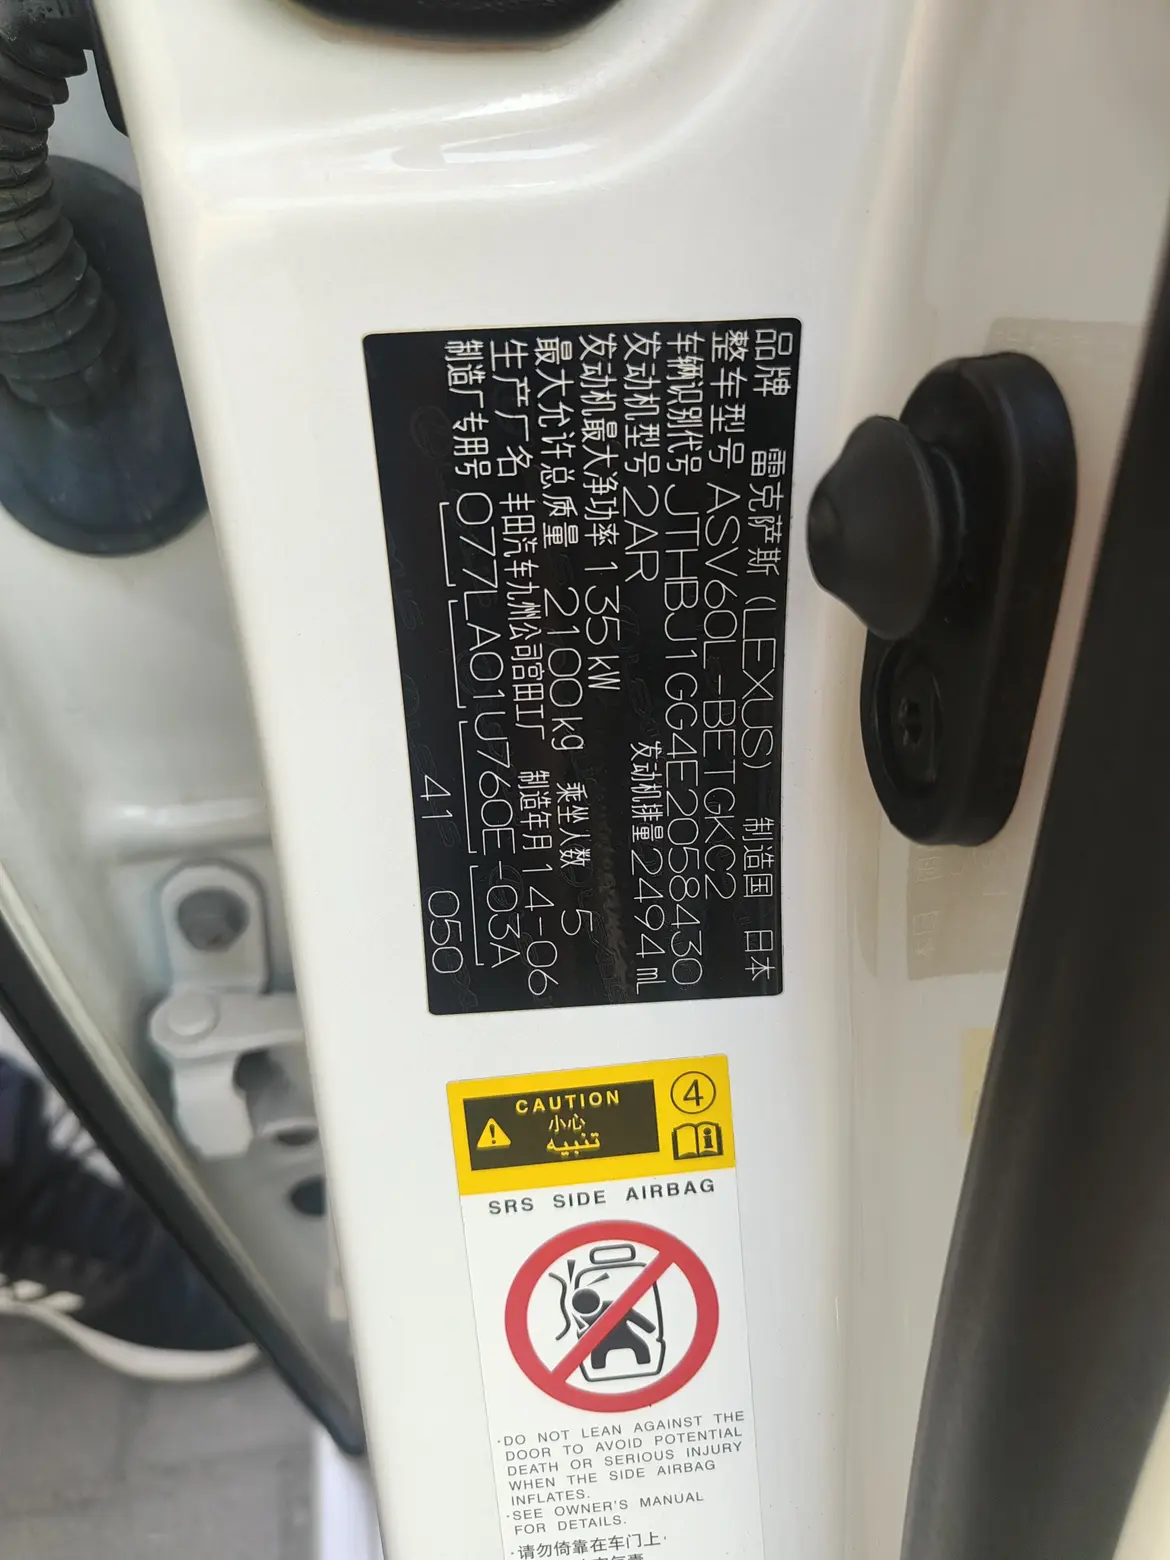 品牌 雷克萨斯 (LEXUS) 制造国 日本
整车型号 ASV60L-BETGKC2
车辆识别代号 JTHBJ1GG4E2058430
发动机型号 2AR 发动机排量 2494 mL
发动机最大净功率 135 kW
最大允许总质量 2100 kg 乘坐人数 5
生产厂名 丰田汽车九州公司宫田工厂 制造年月 14-06
制造厂专用号 077LA01U760E-03A
41 050
CAUTION
小心
تنبيه
4
SRS SIDE AIRBAG
·DO NOT LEAN AGAINST THE
DOOR TO AVOID POTENTIAL
DEATH OR SERIOUS INJURY
WHEN THE SIDE AIRBAG
INFLATES.
·SEE OWNER'S MANUAL
FOR DETAILS.
·请勿倚靠在车门上，